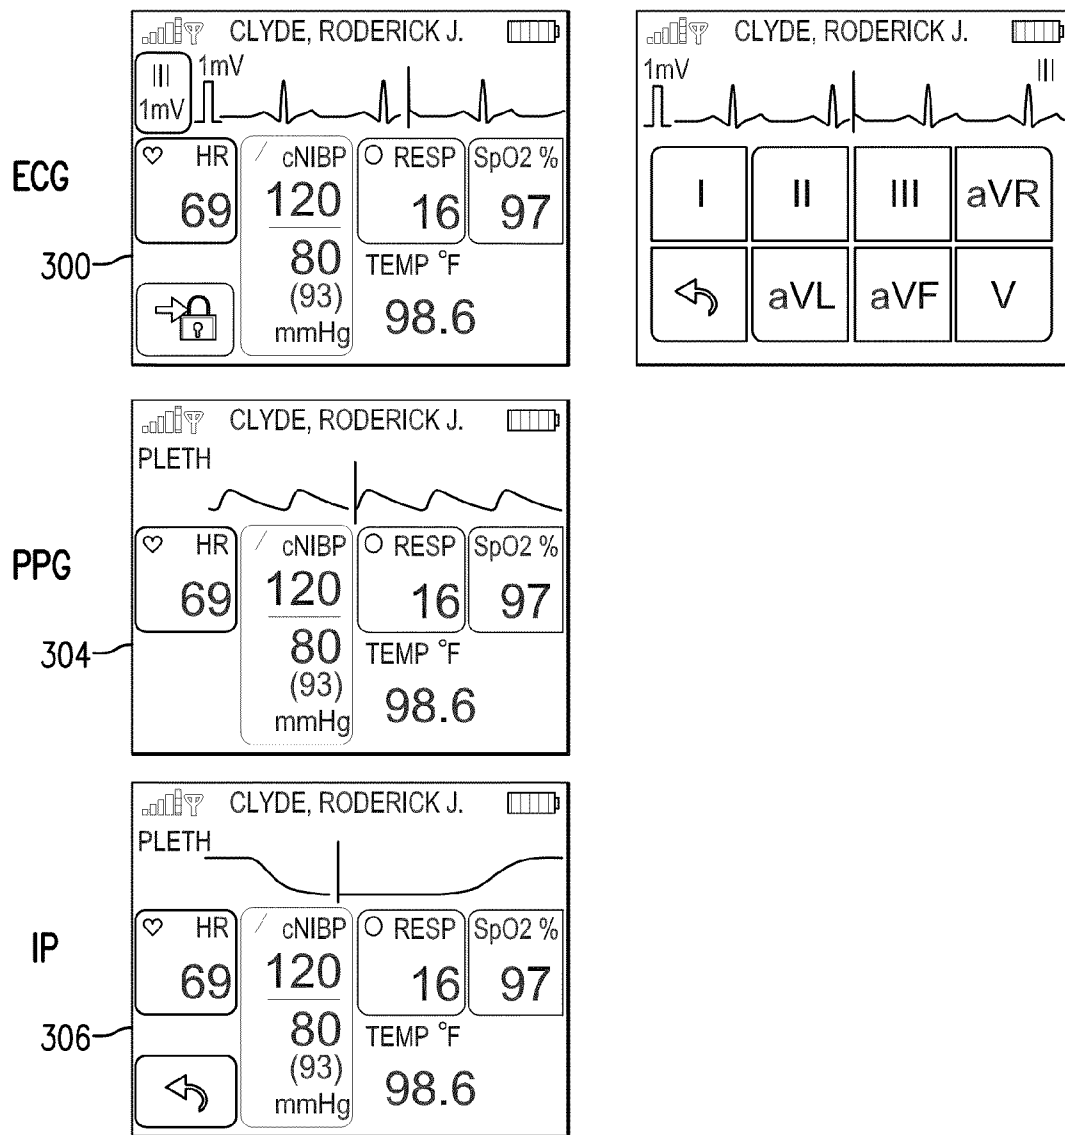 CLYDE, RODERICK J.
III 1mV
1mV
ECG
HR cNIBP RESP SpO2 %
69 120 16 97
300
80 TEMP °F
(93) 98.6
mmHg
CLYDE, RODERICK J.
1mV III
I II III aVR
aVL aVF V
CLYDE, RODERICK J.
PLETH
PPG
HR cNIBP RESP SpO2 %
69 120 16 97
304
80 TEMP °F
(93) 98.6
mmHg
CLYDE, RODERICK J.
PLETH
IP
HR cNIBP RESP SpO2 %
69 120 16 97
306
80 TEMP °F
(93) 98.6
mmHg